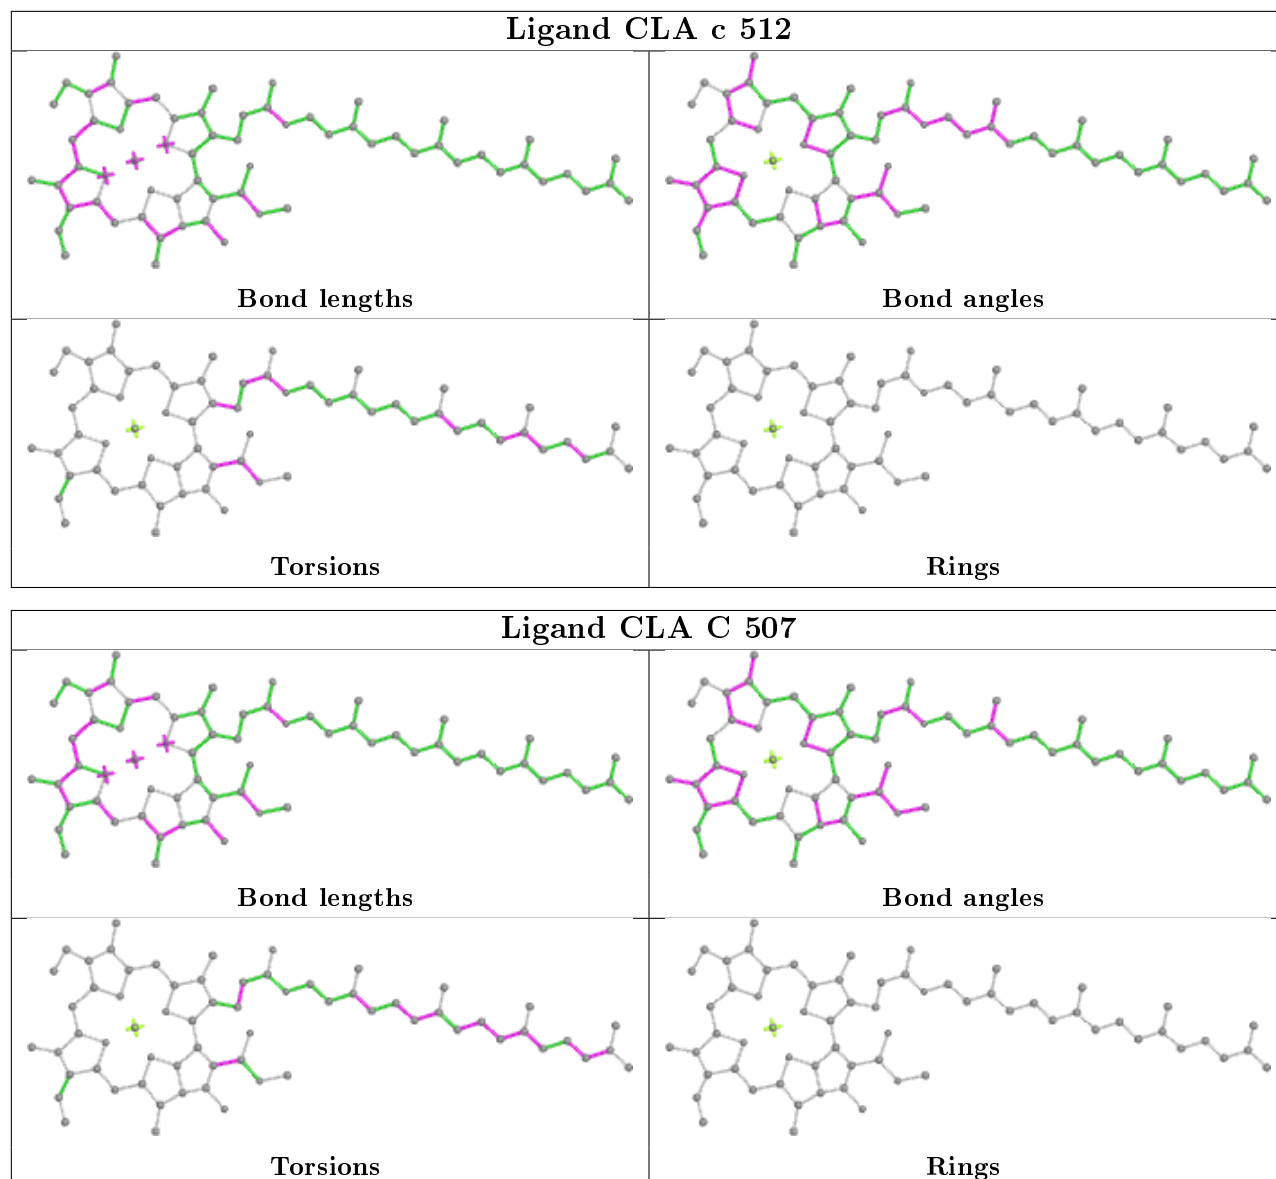 Ligand CLA c 512
Bond lengths
Bond angles
Torsions
Rings
Ligand CLA C 507
Bond lengths
Bond angles
Torsions
Rings